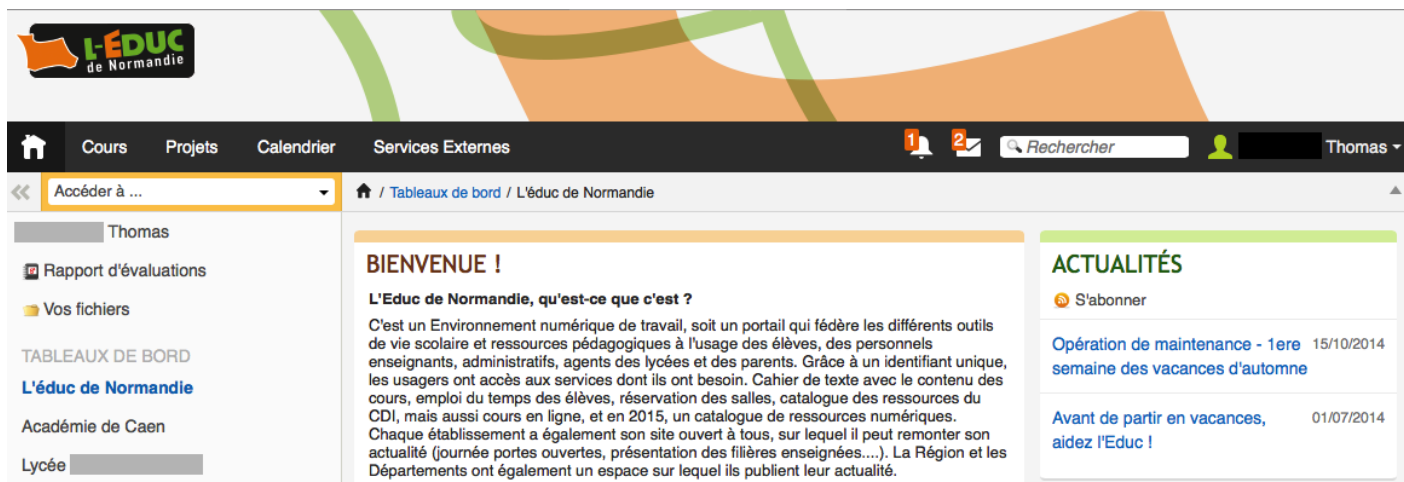 L-ÉDUC
de Normandie
Cours Projets Calendrier Services Externes 1 2 Rechercher Thomas
Accéder à ...
/ Tableaux de bord / L'éduc de Normandie
Thomas
Rapport d'évaluations
Vos fichiers
TABLEAUX DE BORD
L'éduc de Normandie
Académie de Caen
Lycée
BIENVENUE !
L'Educ de Normandie, qu'est-ce que c'est ?
C'est un Environnement numérique de travail, soit un portail qui fédère les différents outils
de vie scolaire et ressources pédagogiques à l'usage des élèves, des personnels
enseignants, administratifs, agents des lycées et des parents. Grâce à un identifiant unique,
les usagers ont accès aux services dont ils ont besoin. Cahier de texte avec le contenu des
cours, emploi du temps des élèves, réservation des salles, catalogue des ressources du
CDI, mais aussi cours en ligne, et en 2015, un catalogue de ressources numériques.
Chaque établissement a également son site ouvert à tous, sur lequel il peut remonter son
actualité (journée portes ouvertes, présentation des filières enseignées....). La Région et les
Départements ont également un espace sur lequel ils publient leur actualité.
ACTUALITÉS
S'abonner
Opération de maintenance - 1ere 15/10/2014
semaine des vacances d'automne
Avant de partir en vacances, 01/07/2014
aidez l'Educ !